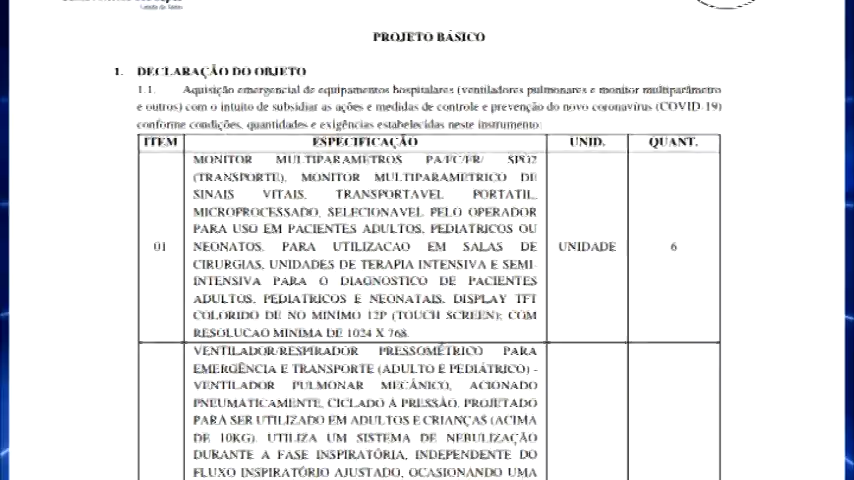 PROJETO BÁSICO
1. DECLARAÇÃO DO OBJETO
1.1. Aquisição emergencial de equipamentos hospitalares (ventiladores pulmonares e monitor multiparâmetro
e outros) com o intuito de subsidiar as ações e medidas de controle e prevenção do novo coronavírus (COVID-19)
conforme condições, quantidades e exigências estabelecidas neste instrumento:
ITEM ESPECIFICAÇÃO UNID. QUANT.
MONITOR MULTIPARAMETROS PA/FC/FR/ SPO2
(TRANSPORTE), MONITOR MULTIPARAMETRICO DE
SINAIS VITAIS, TRANSPORTAVEL PORTATIL,
MICROPROCESSADO, SELECIONAVEL PELO OPERADOR
PARA USO EM PACIENTES ADULTOS, PEDIATRICOS OU
NEONATOS, PARA UTILIZACAO EM SALAS DE
01 UNIDADE 6
CIRURGIAS, UNIDADES DE TERAPIA INTENSIVA E SEMI-
INTENSIVA PARA O DIAGNOSTICO DE PACIENTES
ADULTOS, PEDIATRICOS E NEONATAIS. DISPLAY TFT
COLORIDO DE NO MINIMO 12P (TOUCH SCREEN); COM
RESOLUCAO MINIMA DE 1024 X 768.
VENTILADOR/RESPIRADOR PRESSOMÉTRICO PARA
EMERGÊNCIA E TRANSPORTE (ADULTO E PEDIÁTRICO) -
VENTILADOR PULMONAR MECÂNICO, ACIONADO
PNEUMATICAMENTE, CICLADO À PRESSÃO, PROJETADO
PARA SER UTILIZADO EM ADULTOS E CRIANÇAS (ACIMA
DE 10KG). UTILIZA UM SISTEMA DE NEBULIZAÇÃO
DURANTE A FASE INSPIRATÓRIA, INDEPENDENTE DO
FLUXO INSPIRATÓRIO AJUSTADO, OCASIONANDO UMA